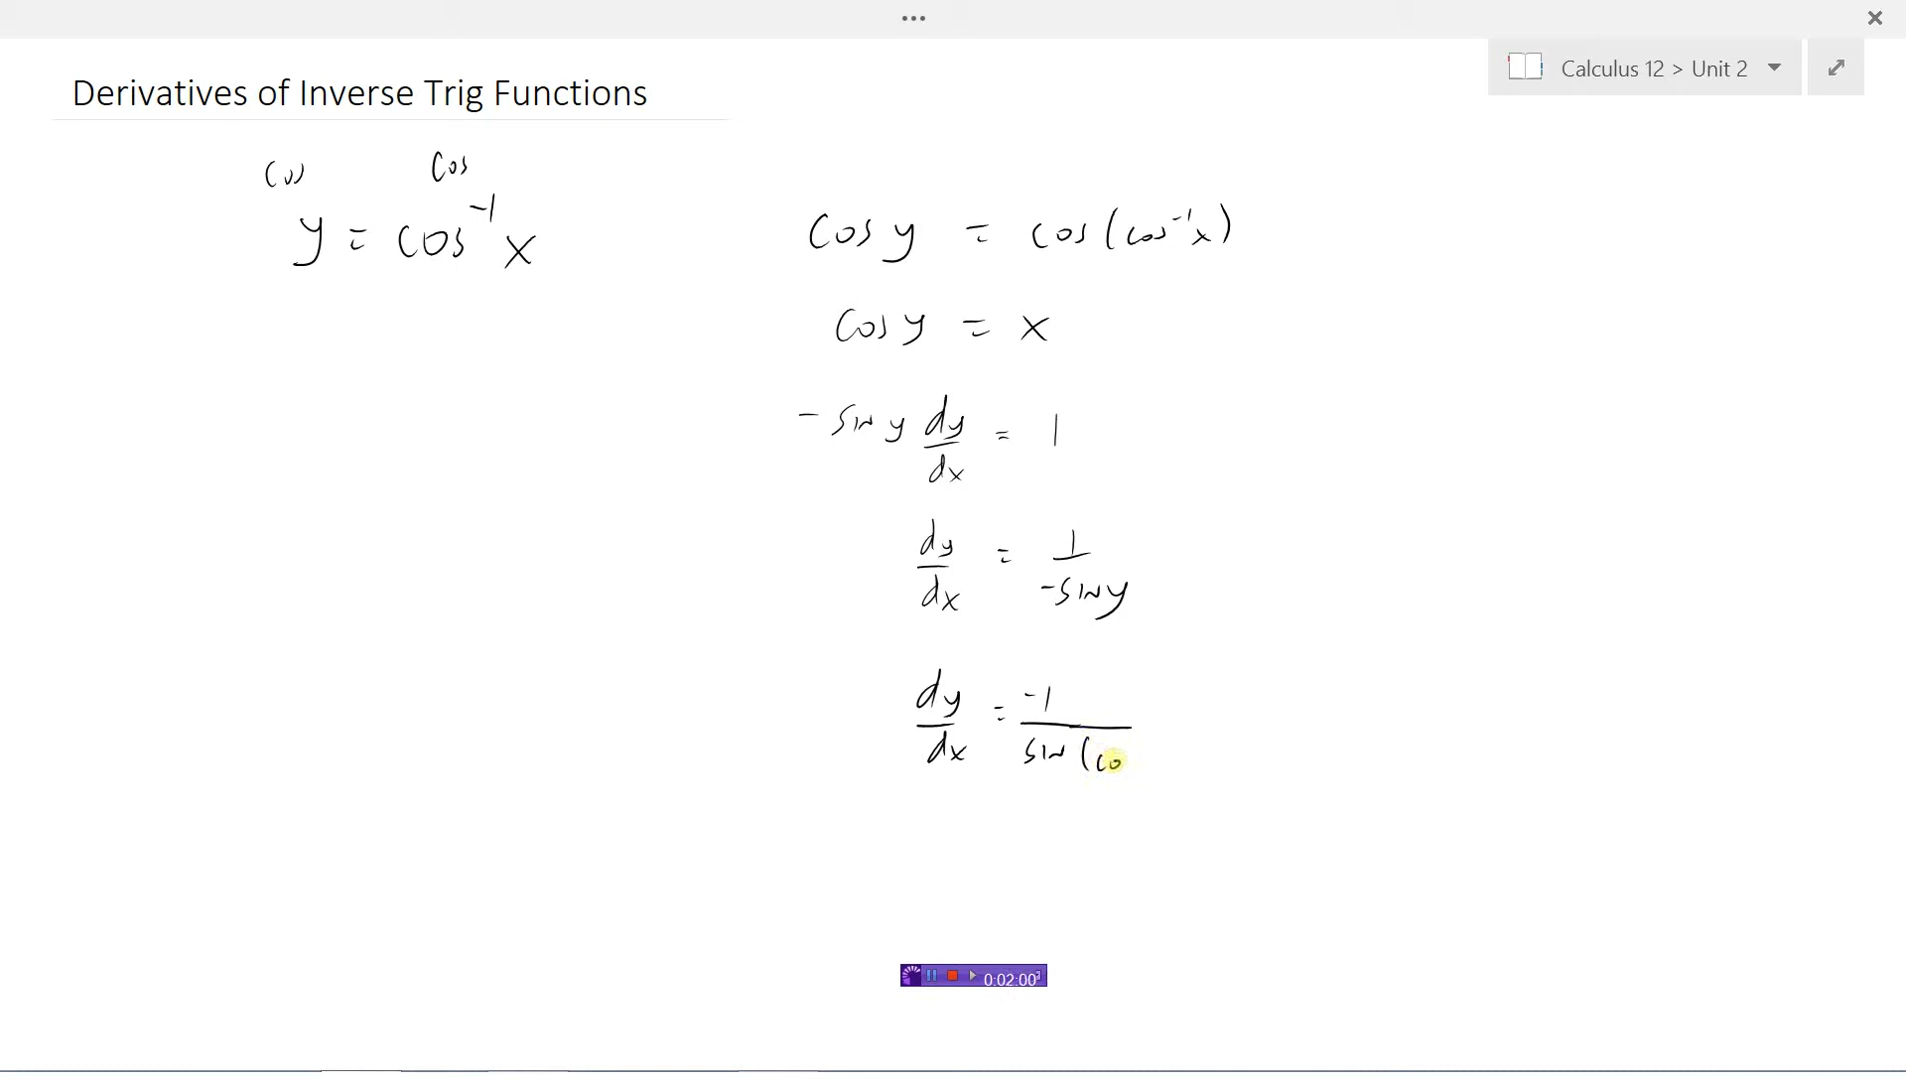 •••
Calculus 12 > Unit 2
Derivatives of Inverse Trig Functions
cos cos
y = cos⁻¹ x
cos y = cos(cos⁻¹x)
cos y = x
- sin y dy/dx = 1
dy/dx = 1/-sin y
dy/dx = -1/sin (co
0:02:00